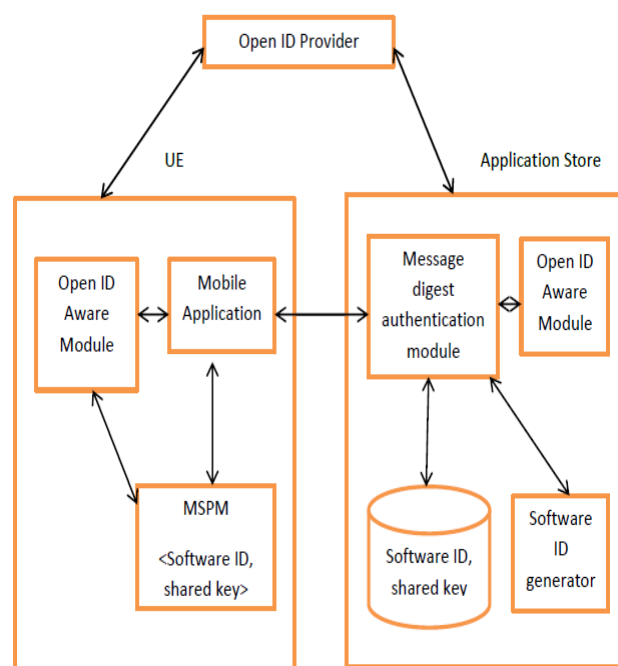 Open ID Provider
UE
Application Store
Open ID
Aware
Module
Mobile
Application
Message
digest
authentication
module
Open ID
Aware
Module
MSPM
<Software ID,
shared key>
Software ID,
shared key
Software
ID
generator